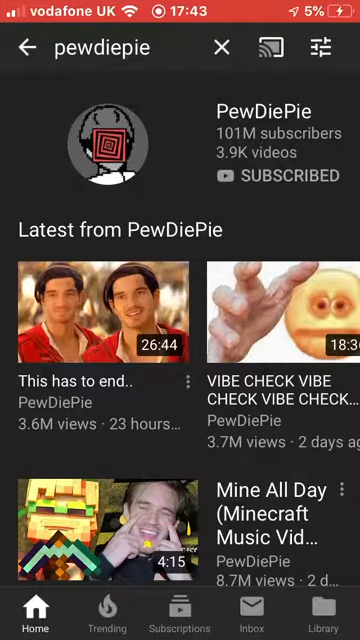 vodafone UK
17:43
5%
pewdiepie
PewDiePie
101M subscribers
3.9K videos
SUBSCRIBED
Latest from PewDiePie
26:44
This has to end..
PewDiePie
3.6M views · 23 hours...
VIBE CHECK VIBE
CHECK VIBE CHECK...
PewDiePie
3.7M views · 2 days ag
4:15
Mine All Day
(Minecraft
Music Vid...
PewDiePie
8.7M views · 2 d...
Home
Trending
Subscriptions
Inbox
Library